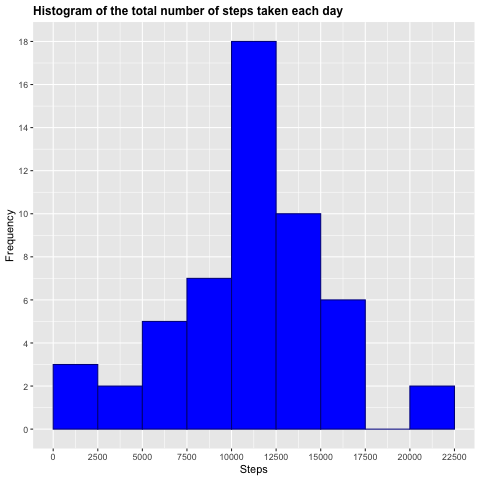 Histogram of the total number of steps taken each day
Frequency
18
16
14
12
10
8
6
4
2
0
0 2500 5000 7500 10000 12500 15000 17500 20000 22500
Steps